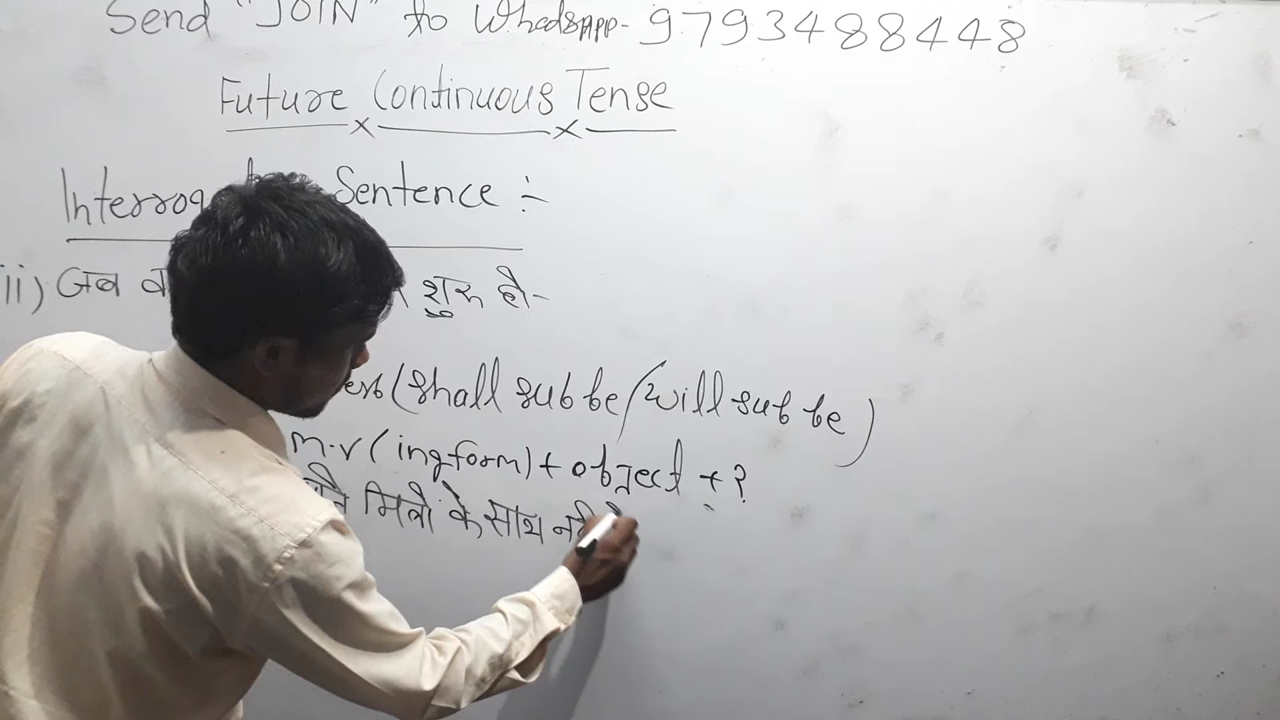 Send "JOIN" to Whatsapp- 9793488448
Future Continuous Tense
Sentence :-
ii) जब शुरू हो-
(shall sub be/will sub be)
m.v (ing form) + object + ?
मित्रो के साथ